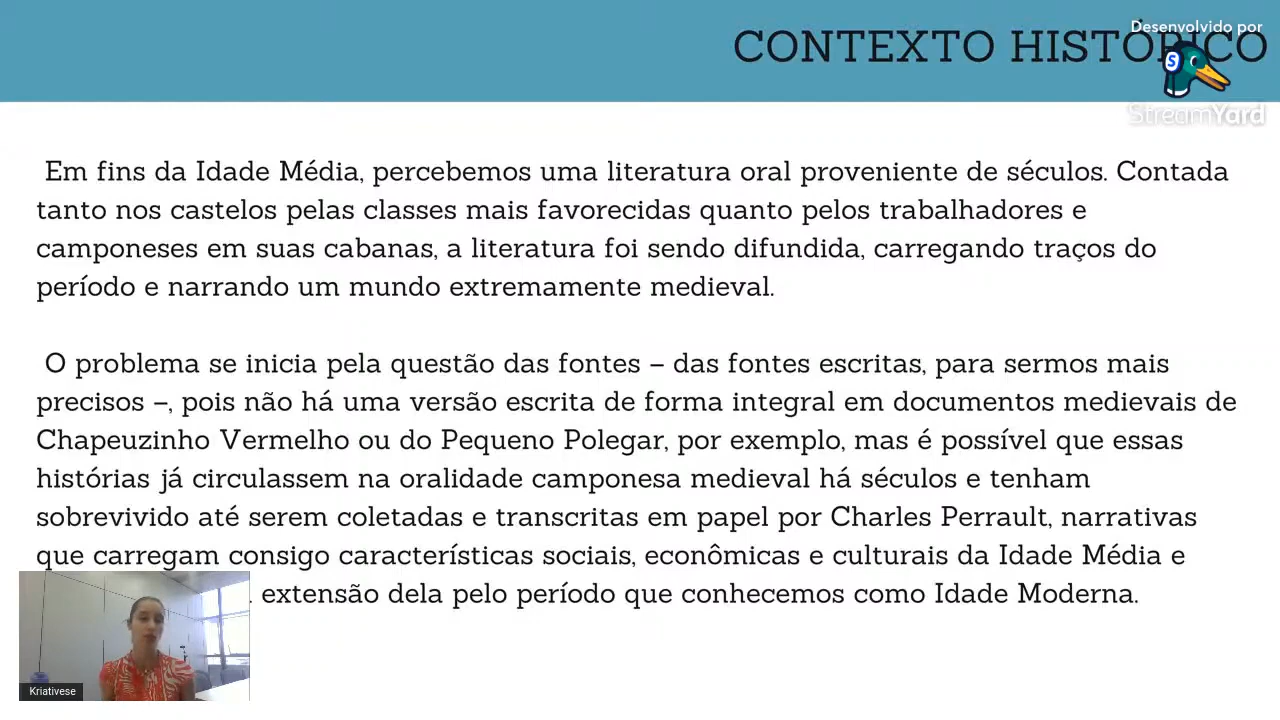 Desenvolvido por
CONTEXTO HISTÓRICO
StreamYard
Em fins da Idade Média, percebemos uma literatura oral proveniente de séculos. Contada
tanto nos castelos pelas classes mais favorecidas quanto pelos trabalhadores e
camponeses em suas cabanas, a literatura foi sendo difundida, carregando traços do
período e narrando um mundo extremamente medieval.
O problema se inicia pela questão das fontes – das fontes escritas, para sermos mais
precisos –, pois não há uma versão escrita de forma integral em documentos medievais de
Chapeuzinho Vermelho ou do Pequeno Polegar, por exemplo, mas é possível que essas
histórias já circulassem na oralidade camponesa medieval há séculos e tenham
sobrevivido até serem coletadas e transcritas em papel por Charles Perrault, narrativas
que carregam consigo características sociais, econômicas e culturais da Idade Média e
extensão dela pelo período que conhecemos como Idade Moderna.
Kriativese